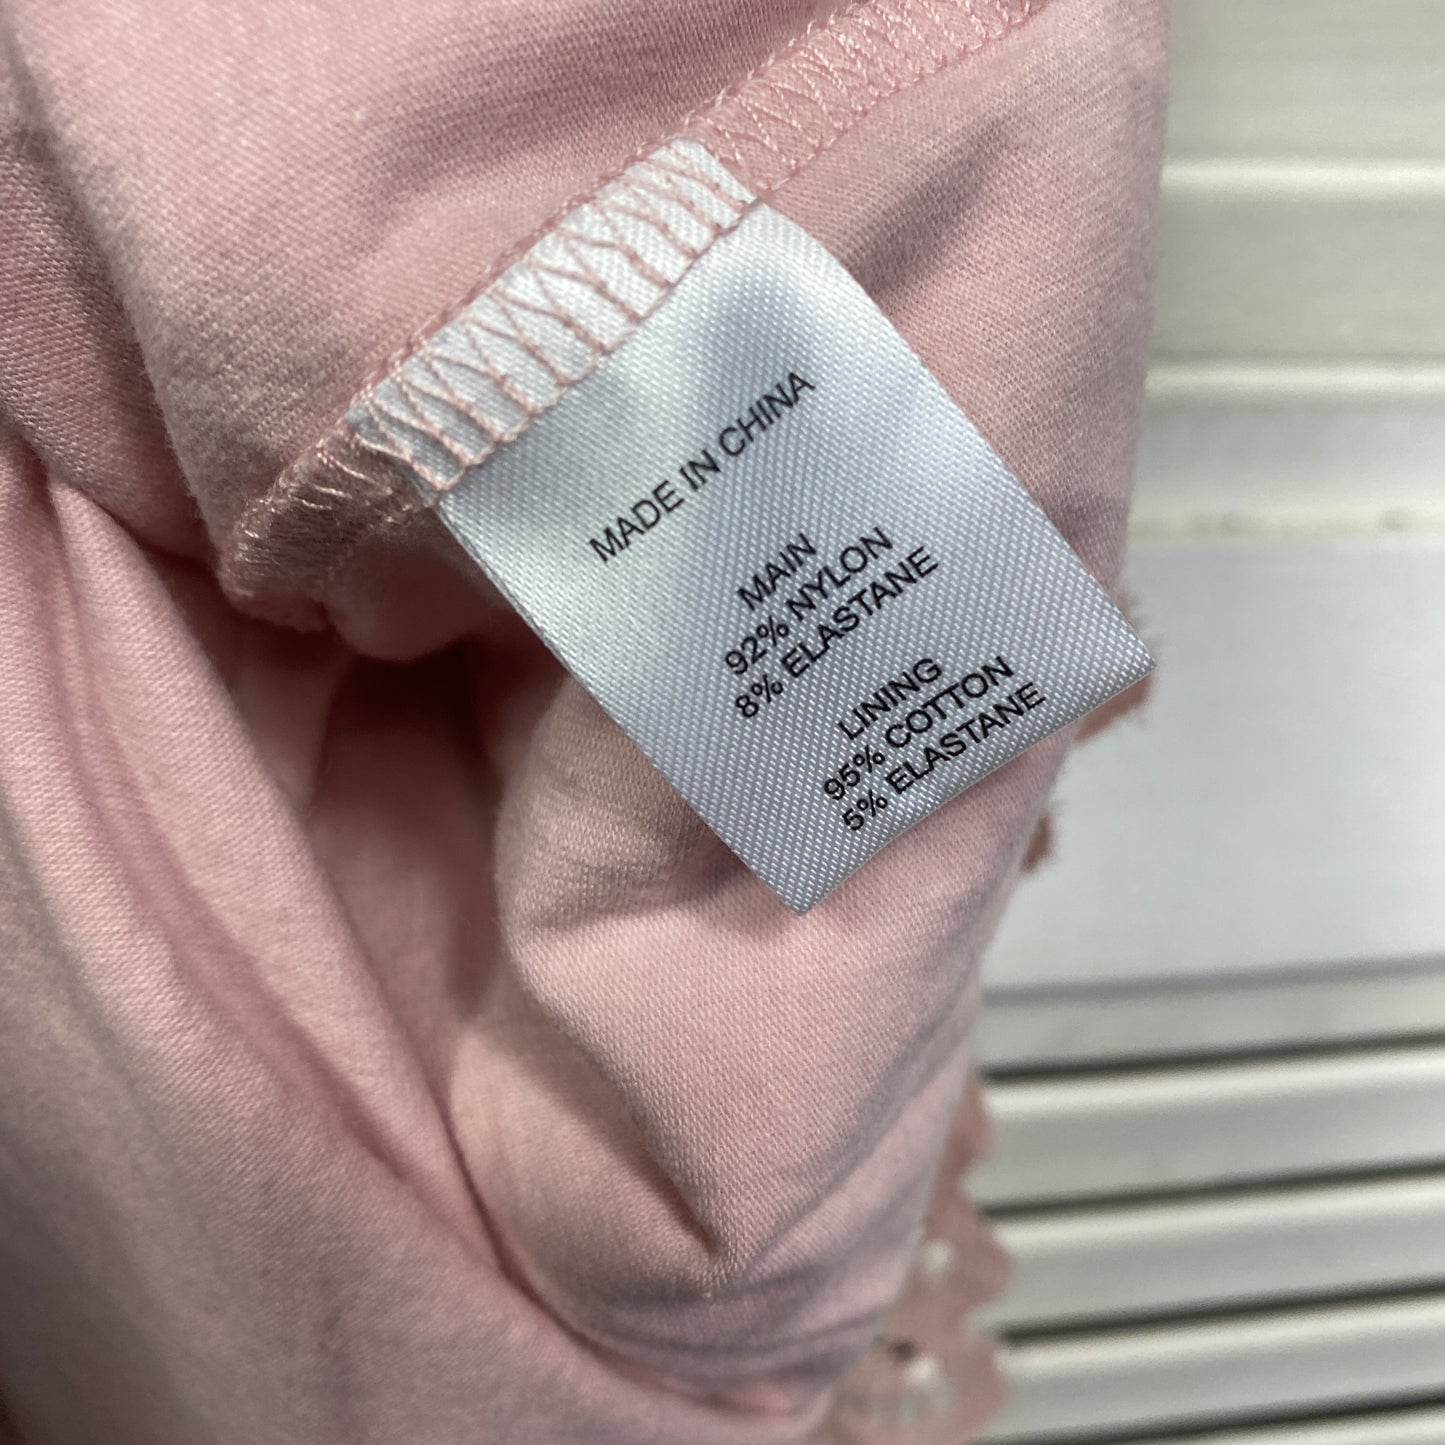 MADE IN CHINA
MAIN
92% NYLON
8% ELASTANE
LINING
95% COTTON
5% ELASTANE